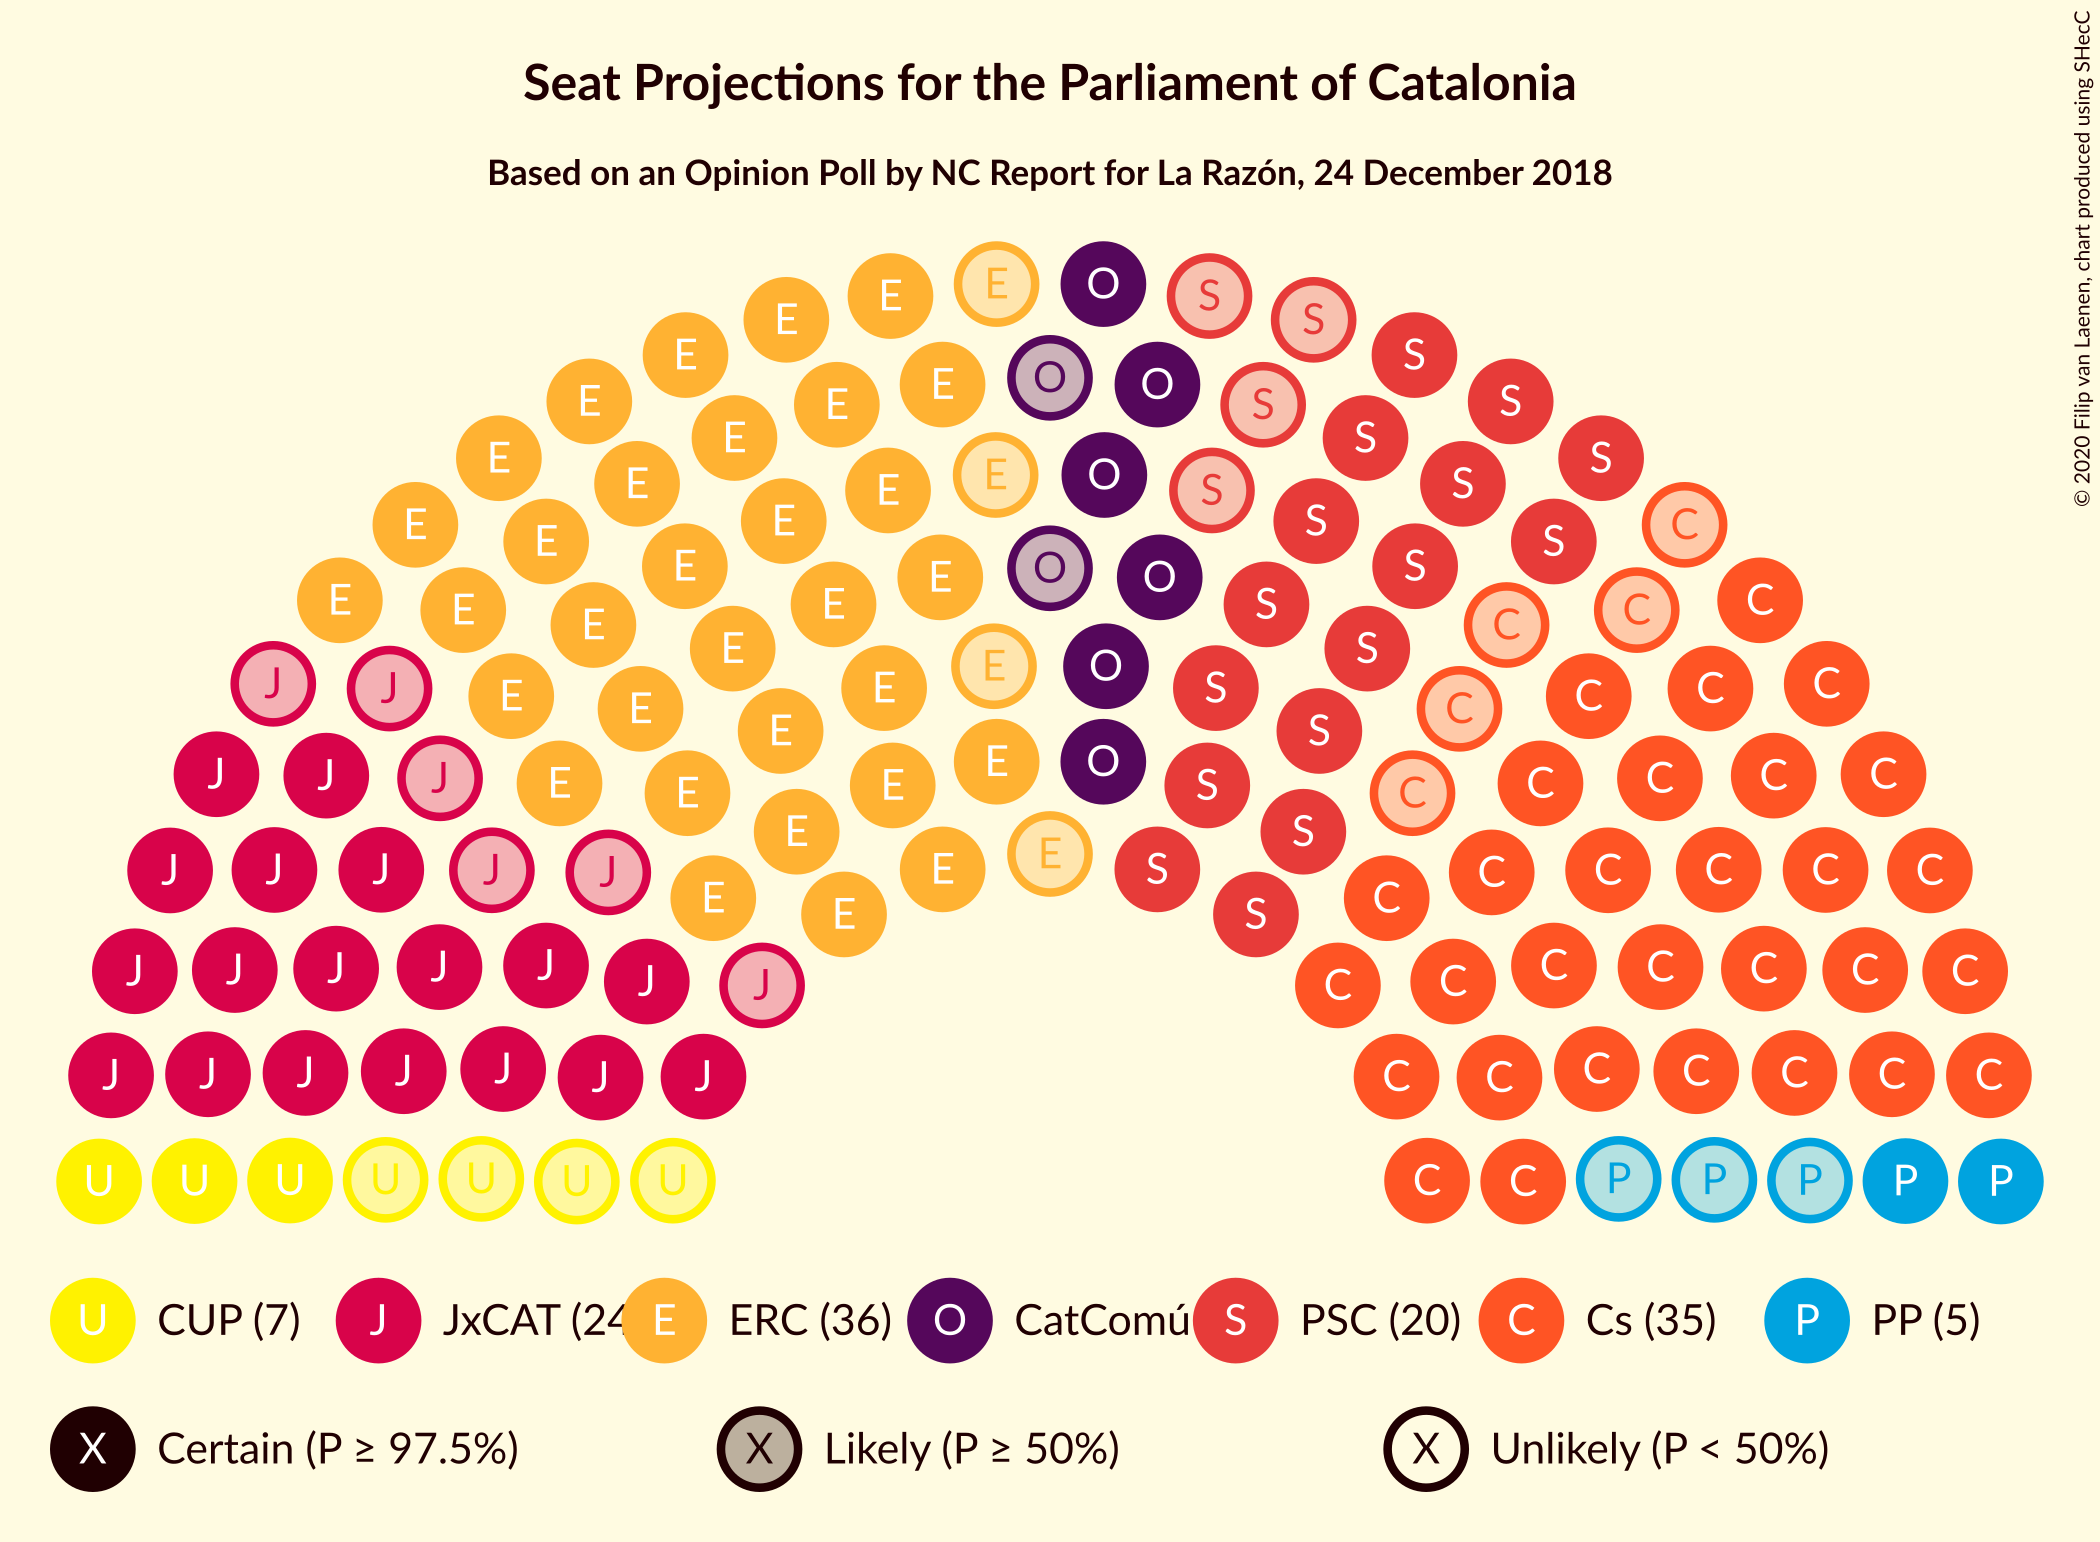 Seat Projections for the Parliament of Catalonia
Based on an Opinion Poll by NC Report for La Razón, 24 December 2018
© 2020 Filip van Laenen, chart produced using SHecC
E E O S S
E E S
E O O S
E E S S
E E O S
E E S S
E E S
E E O O S C
E E S S
E E E S C C
E E S
J J E E O S C C
E E S C
J J J E E E O S C C C C
E S
J J J J J E E E S C C C C C C
E S
J J J J J J J C C C C C C C
J J J J J J J C C C C C C C
U U U U U U U C C P P P P P
U CUP (7) J JxCAT (24 E ERC (36) O CatComú S PSC (20) C Cs (35) P PP (5)
X Certain (P ≥ 97.5%) X Likely (P ≥ 50%) X Unlikely (P < 50%)